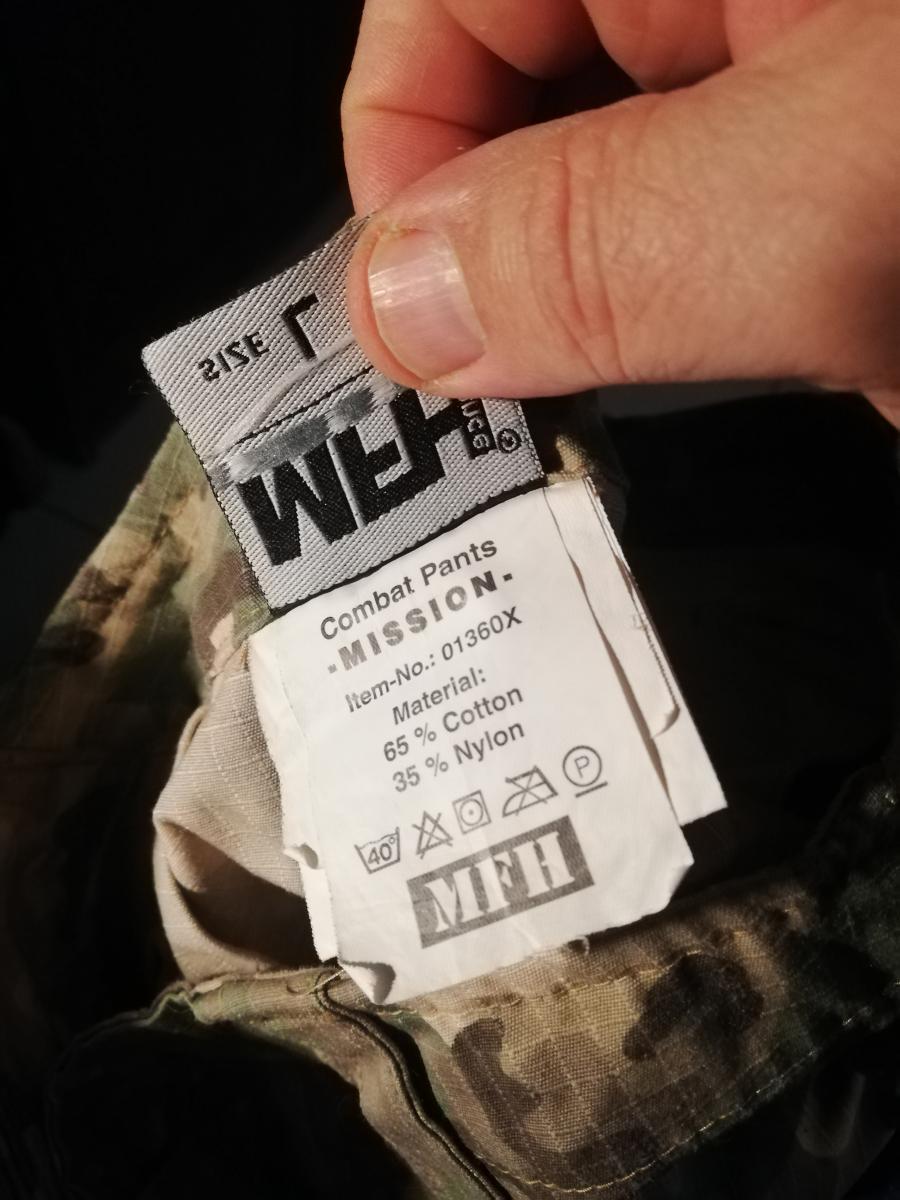 SIZE L
MFH
®
Combat Pants
-MISSION-
Item-No.: 01360X
Material:
65 % Cotton
35 % Nylon
40° P
MFH